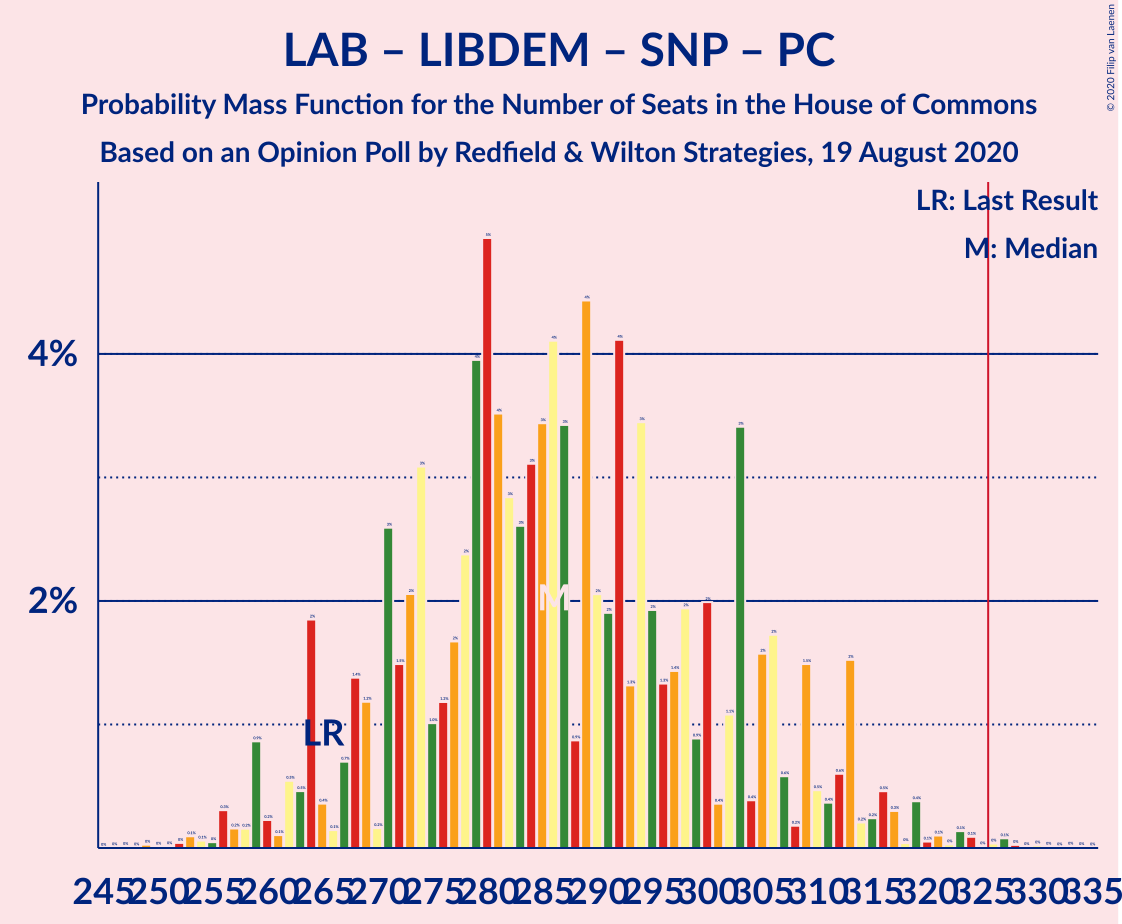 LAB – LIBDEM – SNP – PC
Probability Mass Function for the Number of Seats in the House of Commons
Based on an Opinion Poll by Redfield & Wilton Strategies, 19 August 2020
© 2020 Filip van Laenen
LR: Last Result
M: Median
4%
2%
M
LR
245 250 255 260 265 270 275 280 285 290 295 300 305 310 315 320 325 330 335